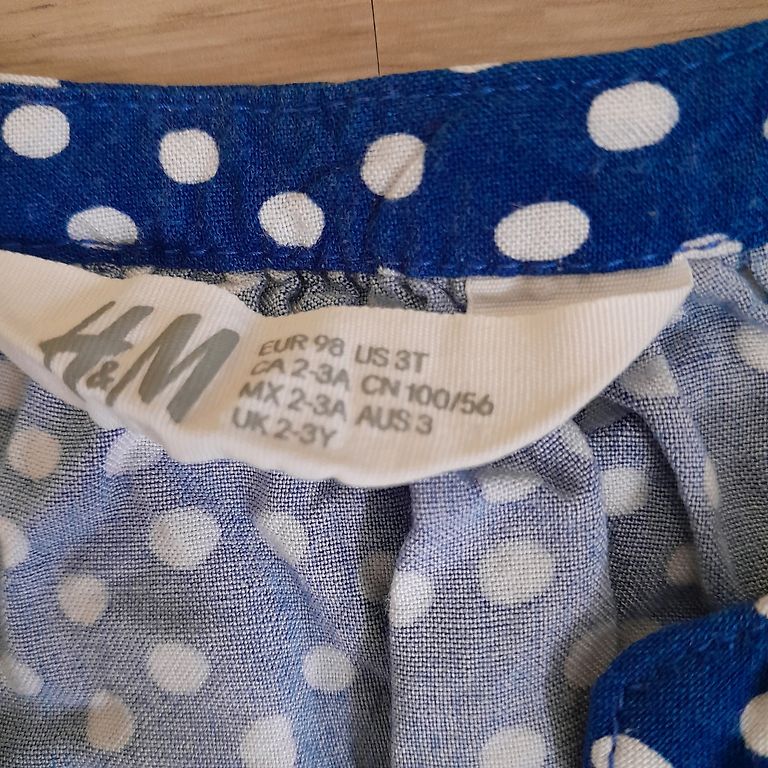 H&M
EUR 98 US 3T
CA 2-3A CN 100/56
MX 2-3A AUS 3
UK 2-3Y